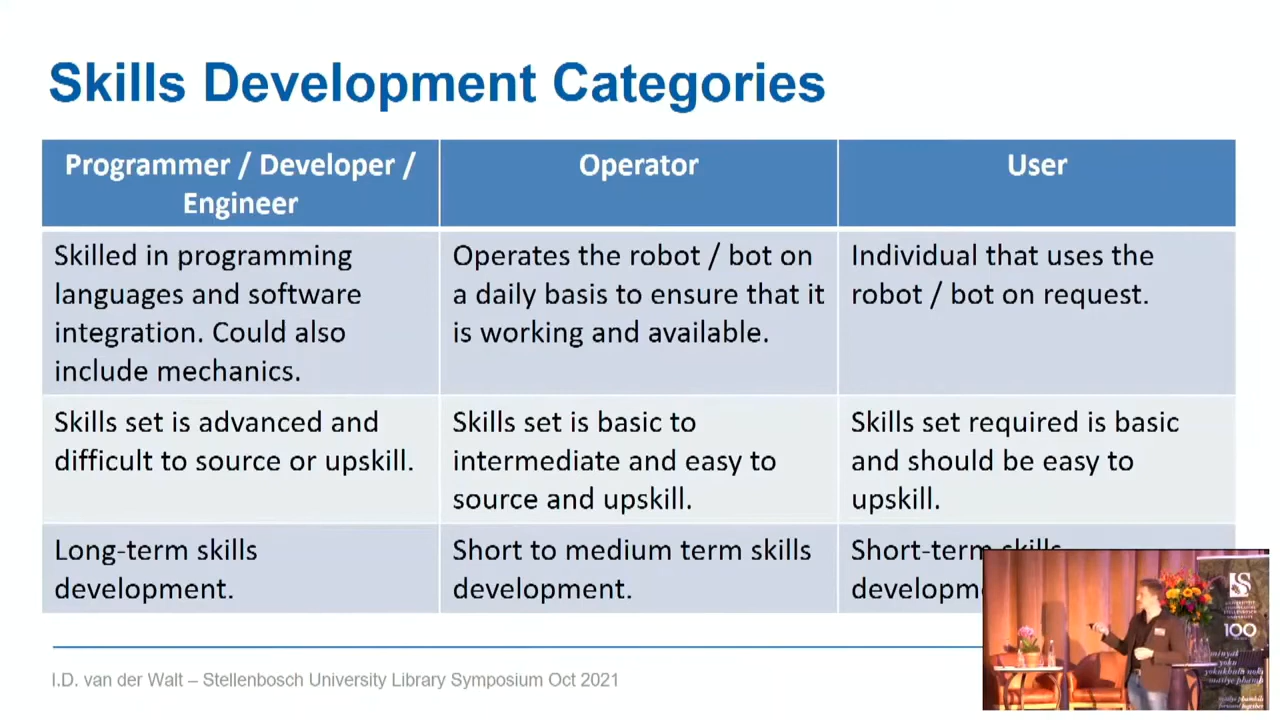 Skills Development Categories
Programmer / Developer /
Engineer
Operator
User
Skilled in programming
languages and software
integration. Could also
include mechanics.
Operates the robot / bot on
a daily basis to ensure that it
is working and available.
Individual that uses the
robot / bot on request.
Skills set is advanced and
difficult to source or upskill.
Skills set is basic to
intermediate and easy to
source and upskill.
Skills set required is basic
and should be easy to
upskill.
Long-term skills
development.
Short to medium term skills
development.
Short-term skills
I.D. van der Walt – Stellenbosch University Library Symposium Oct 2021
100